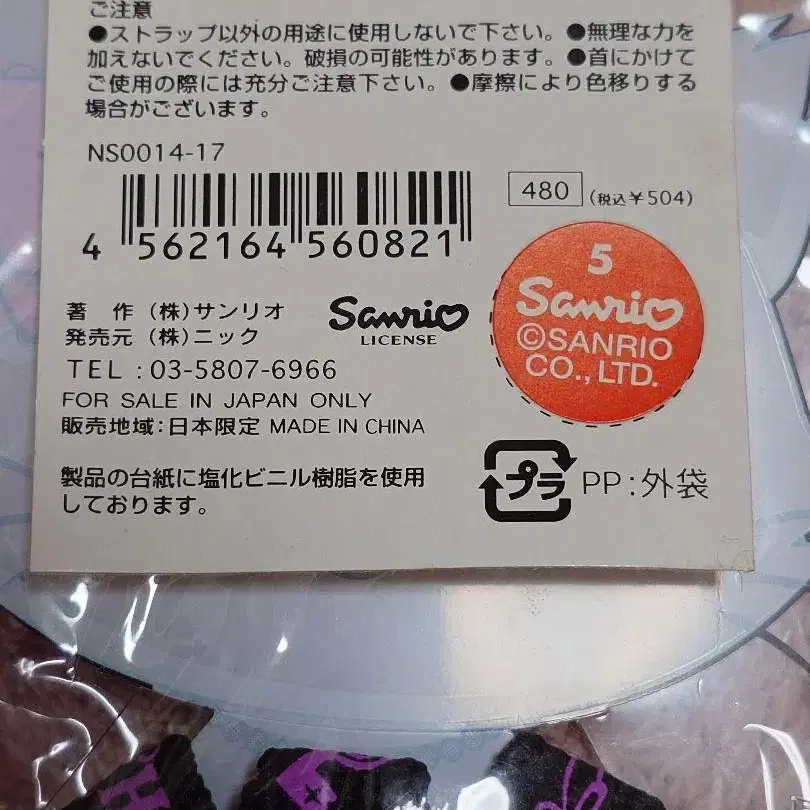 ご注意
●ストラップ以外の用途に使用しないで下さい。●無理な力を
加えないでください。破損の可能性があります。●首にかけて
ご使用の際には充分ご注意下さい。●摩擦により色移りする
場合がございます。
NS0014-17
4 562164 560821
480 (税込¥504)
著 作 (株)サンリオ
発売元 (株)ニック
Sanrio
LICENSE
5
Sanrio
©SANRIO
CO., LTD.
TEL : 03-5807-6966
FOR SALE IN JAPAN ONLY
販売地域:日本限定 MADE IN CHINA
製品の台紙に塩化ビニル樹脂を使用
しております。
プラ PP:外袋